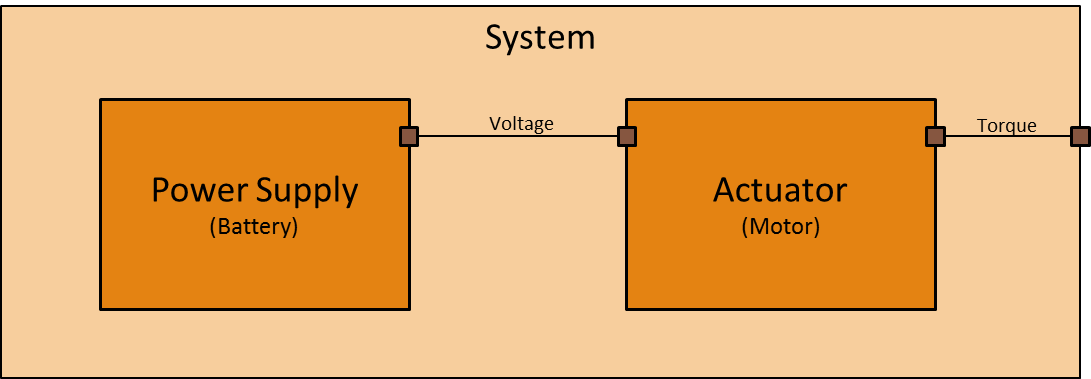 System
Voltage
Torque
Power Supply
(Battery)
Actuator
(Motor)